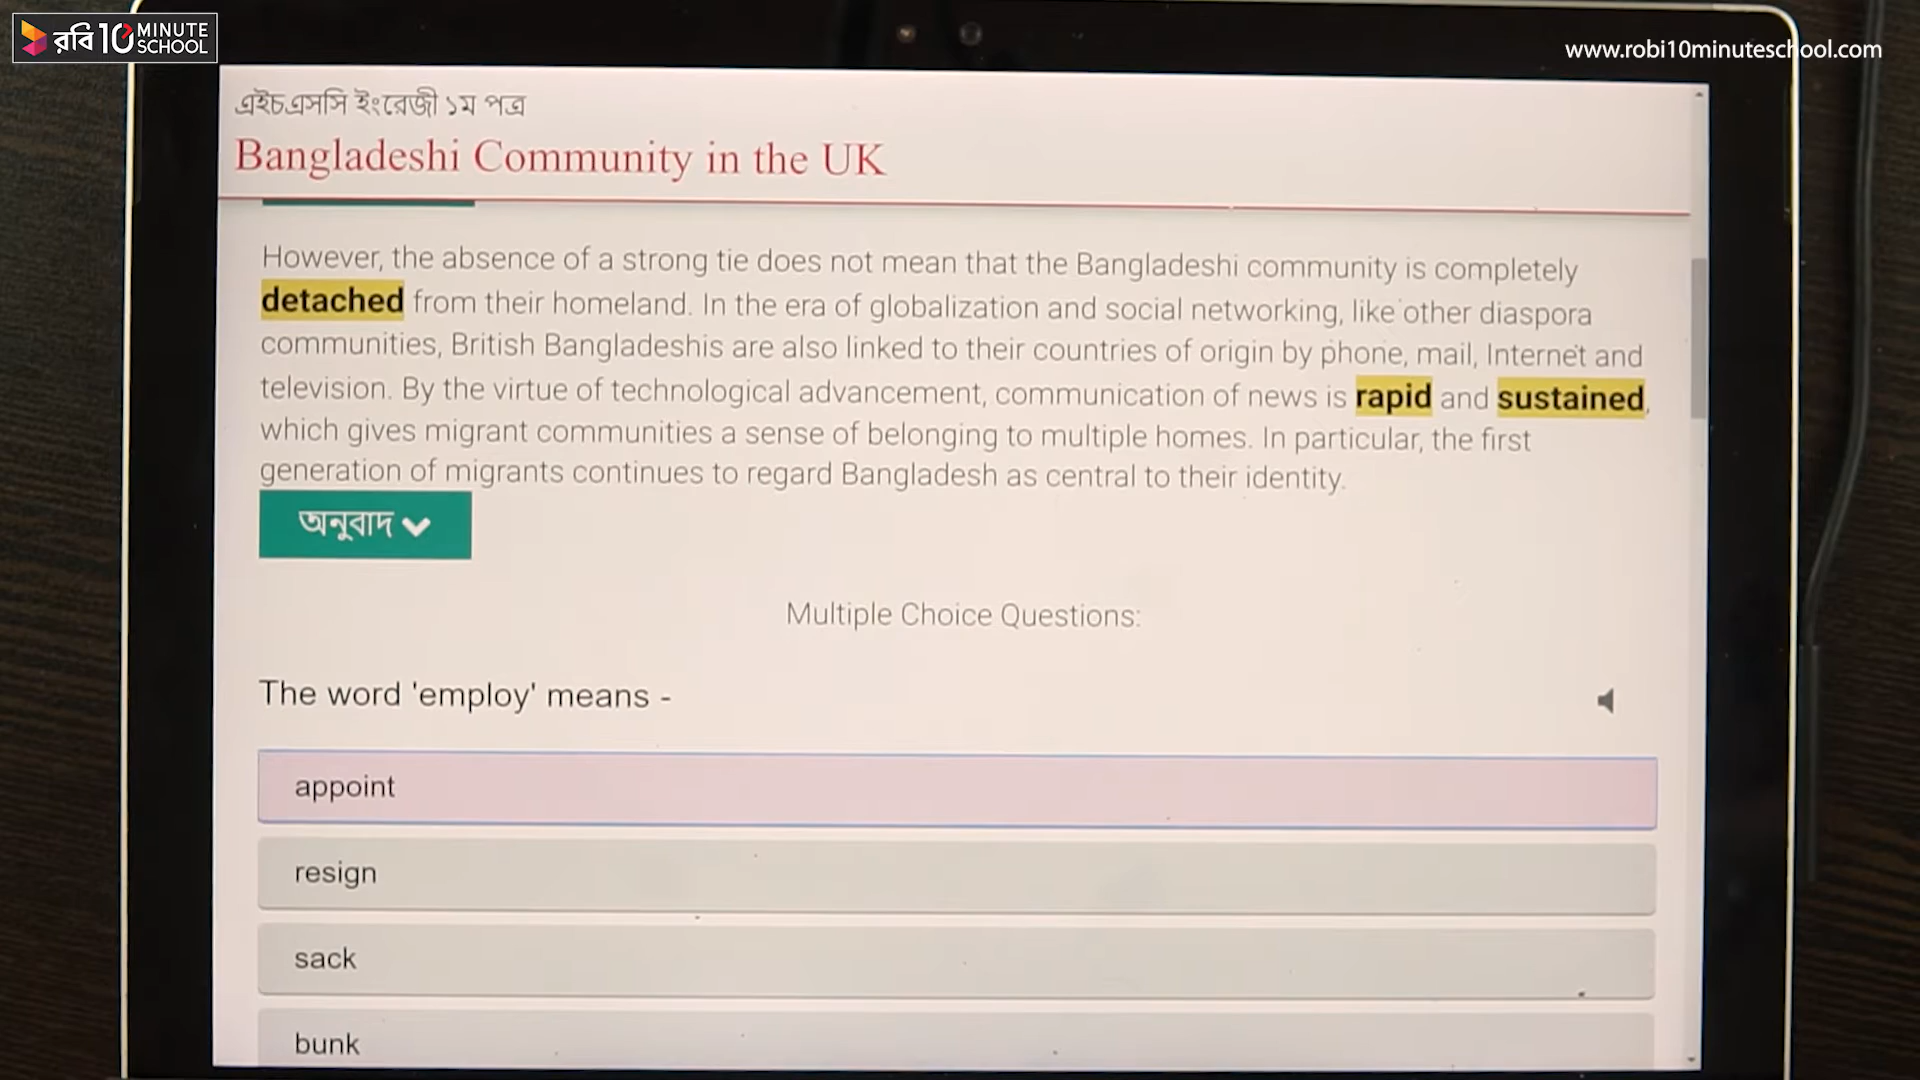 রবি 10 MINUTE SCHOOL
www.robi10minuteschool.com
এইচএসসি ইংরেজী ১ম পত্র
Bangladeshi Community in the UK
However, the absence of a strong tie does not mean that the Bangladeshi community is completely
detached from their homeland. In the era of globalization and social networking, like other diaspora
communities, British Bangladeshis are also linked to their countries of origin by phone, mail, Internet and
television. By the virtue of technological advancement, communication of news is rapid and sustained,
which gives migrant communities a sense of belonging to multiple homes. In particular, the first
generation of migrants continues to regard Bangladesh as central to their identity.
অনুবাদ
Multiple Choice Questions:
The word 'employ' means -
appoint
resign
sack
bunk